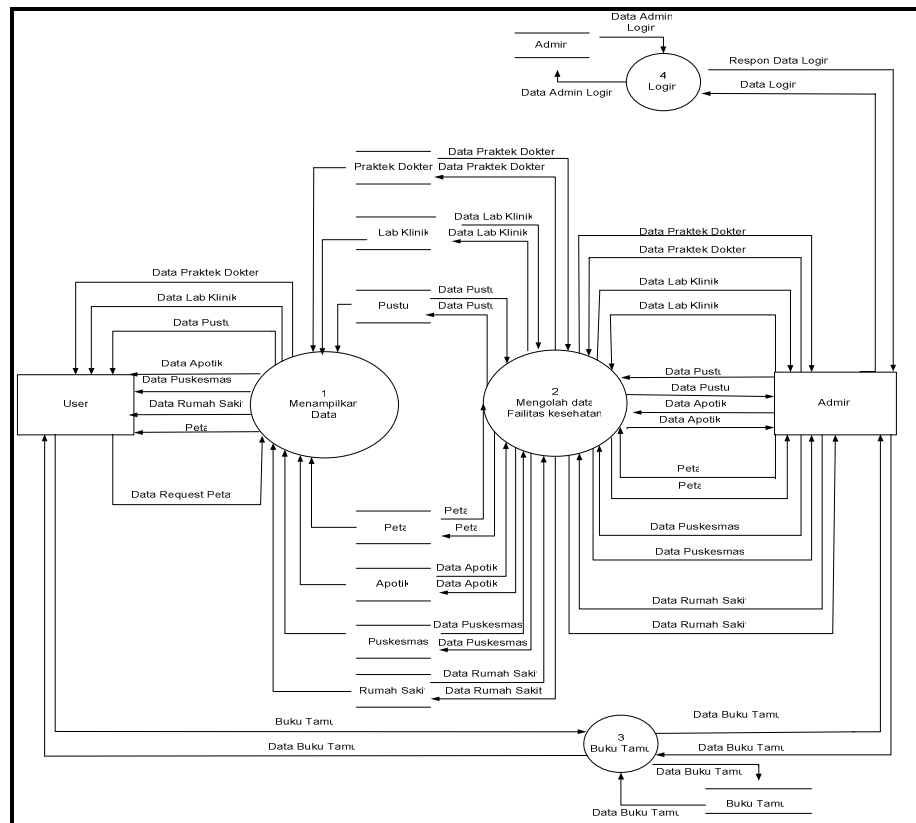 Data Admin
Login
Admin
4
Login
Data Admin Login
Respon Data Login
Data Login
Data Praktek Dokter
Praktek Dokter
Data Praktek Dokter
Data Lab Klinik
Lab Klinik
Data Lab Klinik
Data Pustu
Pustu
Data Pustu
Data Praktek Dokter
Data Lab Klinik
Data Pustu
Data Apotik
Data Puskesmas
Data Rumah Sakit
Peta
User
Data Request Peta
1
Menampilkan
Data
2
Mengolah data
Failitas kesehatan
Data Praktek Dokter
Data Praktek Dokter
Data Lab Klinik
Data Lab Klinik
Data Pustu
Data Pustu
Data Apotik
Data Apotik
Admin
Peta
Peta
Data Puskesmas
Data Puskesmas
Data Rumah Sakit
Data Rumah Sakit
Peta
Peta
Peta
Data Apotik
Apotik
Data Apotik
Data Puskesmas
Puskesmas
Data Puskesmas
Data Rumah Sakit
Rumah Sakit
Data Rumah Sakit
Buku Tamu
Data Buku Tamu
3
Buku Tamu
Data Buku Tamu
Data Buku Tamu
Data Buku Tamu
Buku Tamu
Data Buku Tamu